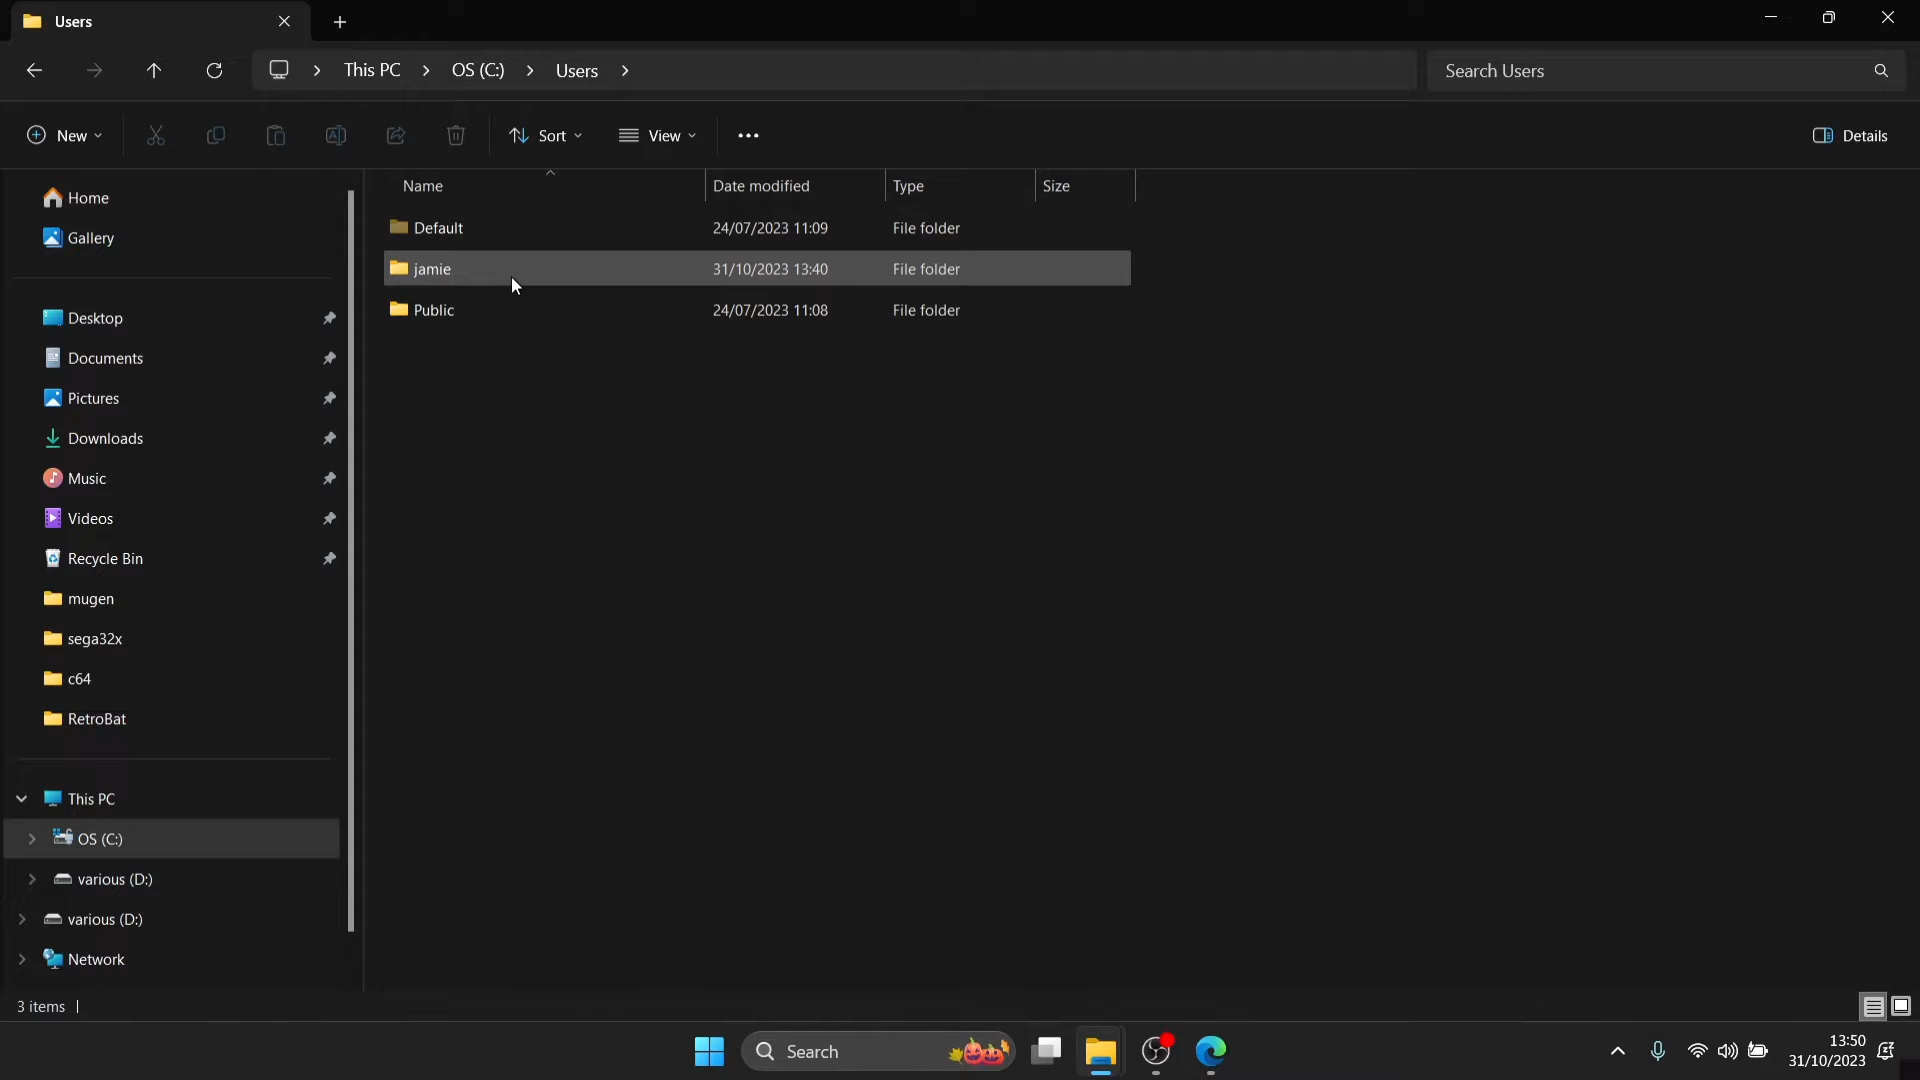 Users
This PC
OS (C:)
Users
Search Users
New
Sort
View
Details
Home
Gallery
Desktop
Documents
Pictures
Downloads
Music
Videos
Recycle Bin
mugen
sega32x
c64
RetroBat
This PC
OS (C:)
various (D:)
various (D:)
Network
Name Date modified Type Size
Default 24/07/2023 11:09 File folder
jamie 31/10/2023 13:40 File folder
Public 24/07/2023 11:08 File folder
3 items
Search
13:50
31/10/2023